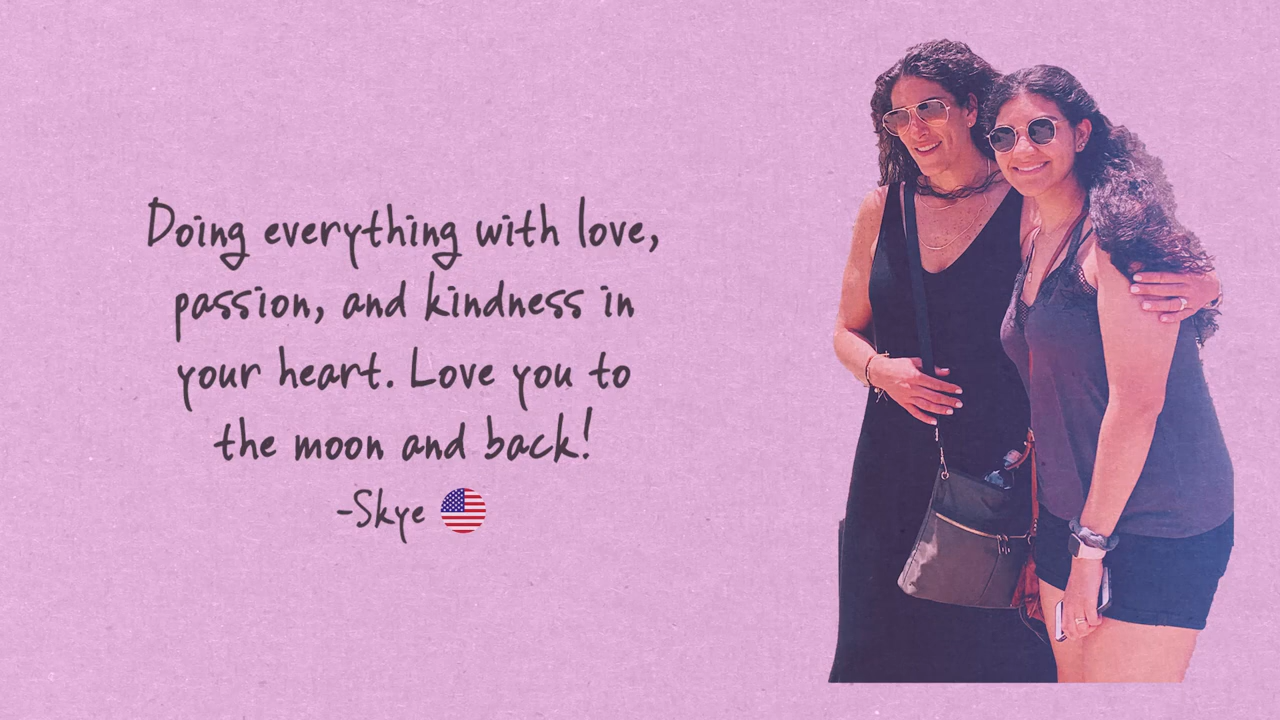 Doing everything with love,
passion, and kindness in
your heart. Love you to
the moon and back!
-Skye